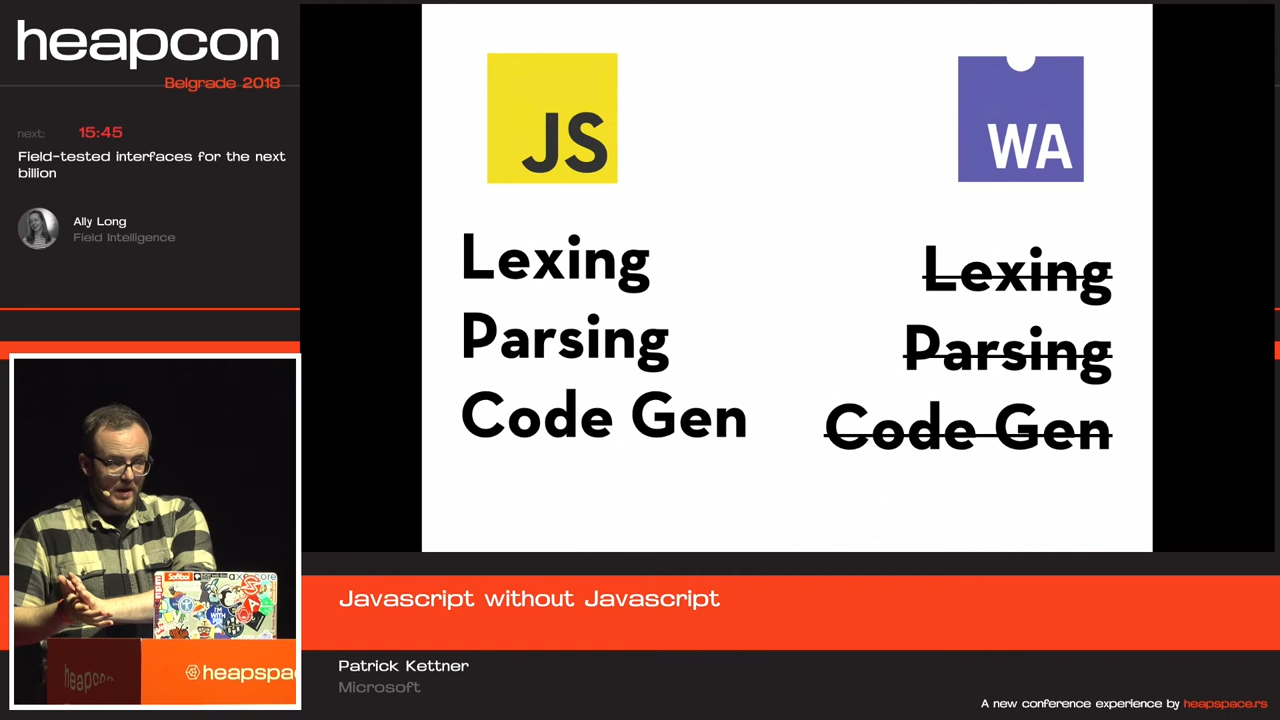 heapcon
Belgrade 2018
next: 15:45
Field-tested interfaces for the next
billion
Ally Long
Field Intelligence
JS
WA
Lexing
Parsing
Code Gen
Lexing
Parsing
Code Gen
heapcon
heapspa
Javascript without Javascript
Patrick Kettner
Microsoft
A new conference experience by heapspace.rs